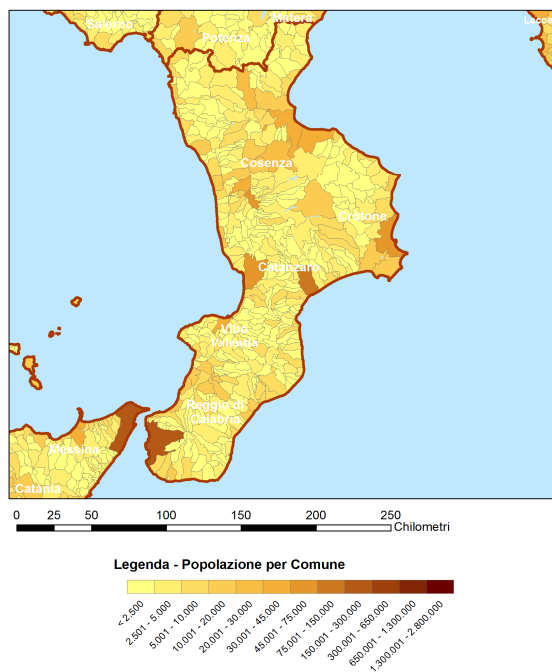 Salerno
Matera
Potenza
Lecce
Cosenza
Crotone
Catanzaro
Vibo
Valentia
Reggio di
Calabria
Messina
Catania
0 25 50 100 150 200 250
Chilometri
Legenda - Popolazione per Comune
<2.500
2.501 - 5.000
5.001 - 10.000
10.001 - 20.000
20.001 - 30.000
30.001 - 45.000
45.001 - 75.000
75.001 - 150.000
150.001 - 300.000
300.001 - 650.000
650.001 - 1.300.000
1.300.001 - 2.800.000